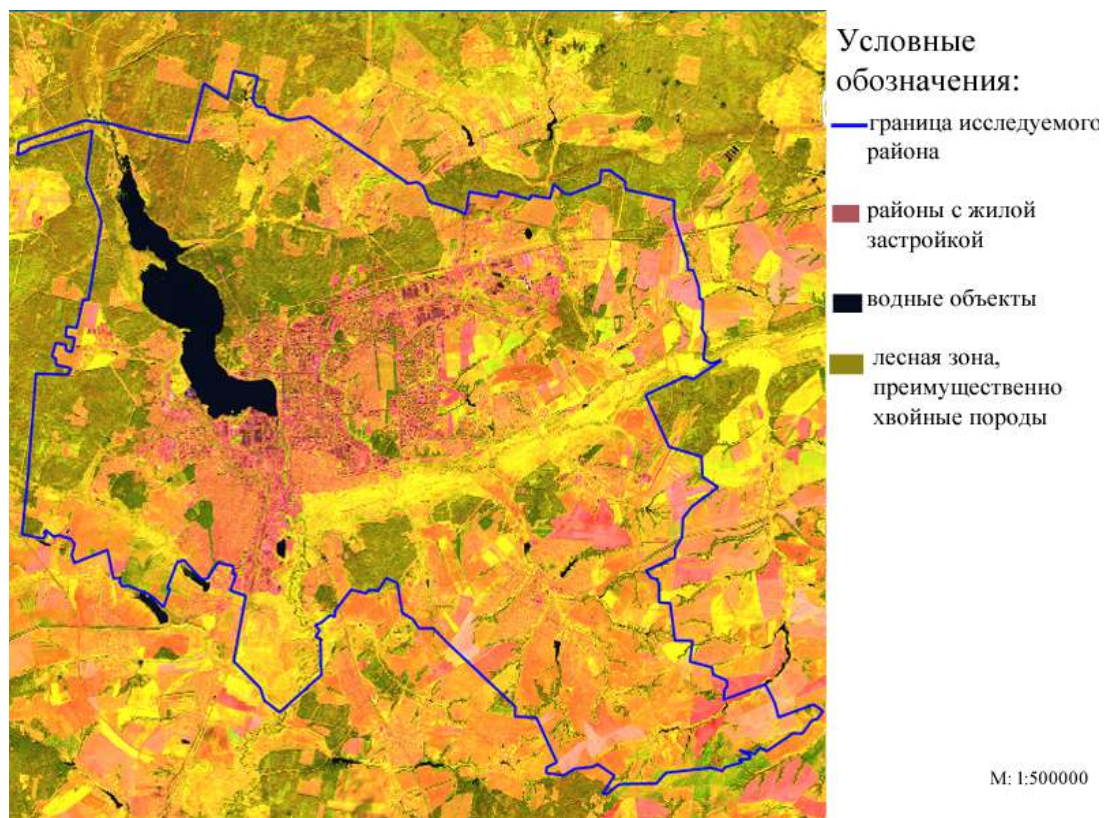 Условные
обозначения:
граница исследуемого
района
районы с жилой
застройкой
водные объекты
лесная зона,
преимущественно
хвойные породы
М: 1:500000